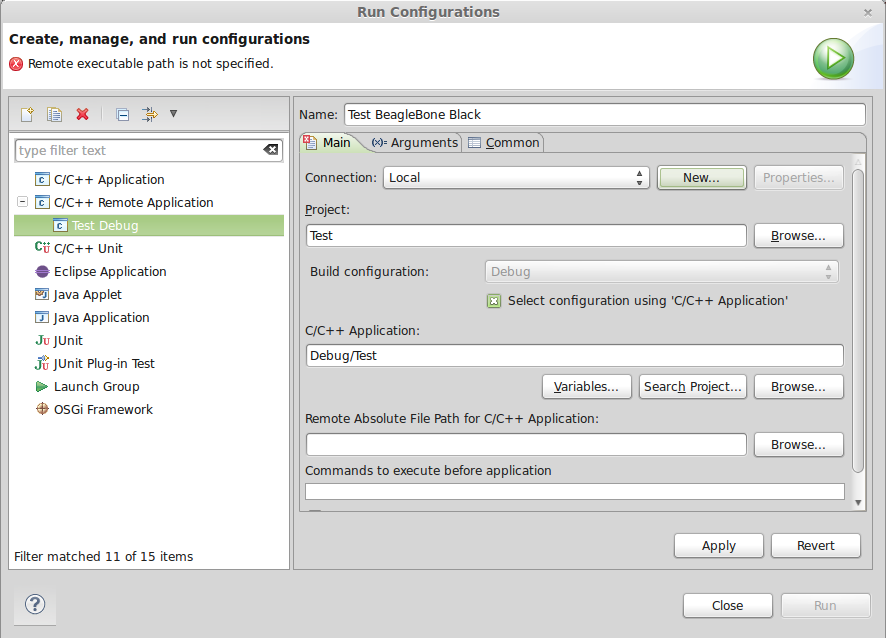 Run Configurations
Create, manage, and run configurations
Remote executable path is not specified.
type filter text
C/C++ Application
C/C++ Remote Application
Test Debug
C/C++ Unit
Eclipse Application
Java Applet
Java Application
JUnit
JUnit Plug-in Test
Launch Group
OSGi Framework
Filter matched 11 of 15 items
Name: Test BeagleBone Black
Main (x)= Arguments Common
Connection: Local New... Properties...
Project:
Test Browse...
Build configuration: Debug
Select configuration using 'C/C++ Application'
C/C++ Application:
Debug/Test
Variables... Search Project... Browse...
Remote Absolute File Path for C/C++ Application:
Browse...
Commands to execute before application
Apply Revert
? Close Run